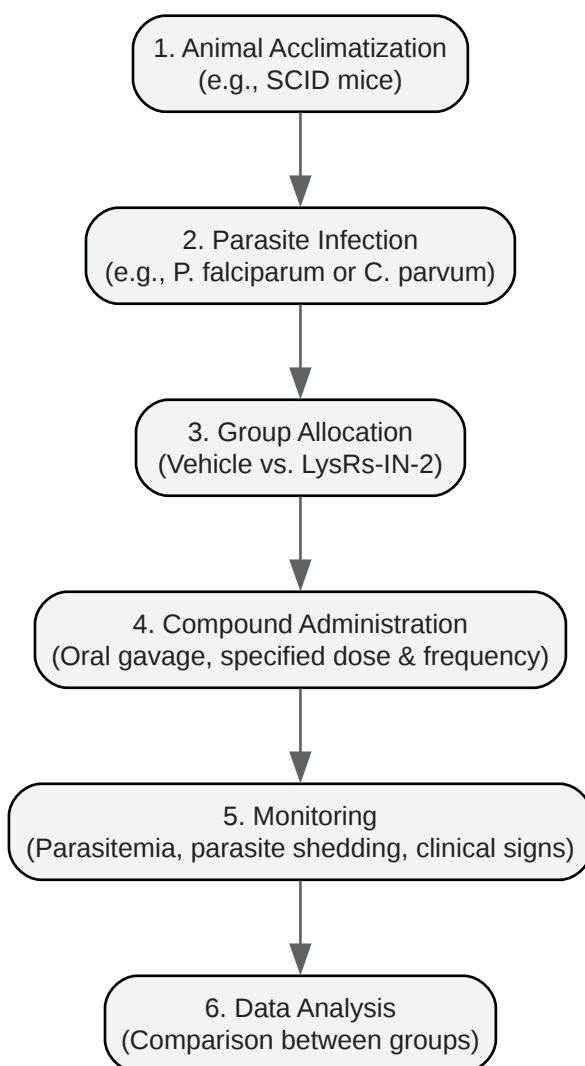 1. Animal Acclimatization
(e.g., SCID mice)
2. Parasite Infection
(e.g., P. falciparum or C. parvum)
3. Group Allocation
(Vehicle vs. LysRs-IN-2)
4. Compound Administration
(Oral gavage, specified dose & frequency)
5. Monitoring
(Parasitemia, parasite shedding, clinical signs)
6. Data Analysis
(Comparison between groups)